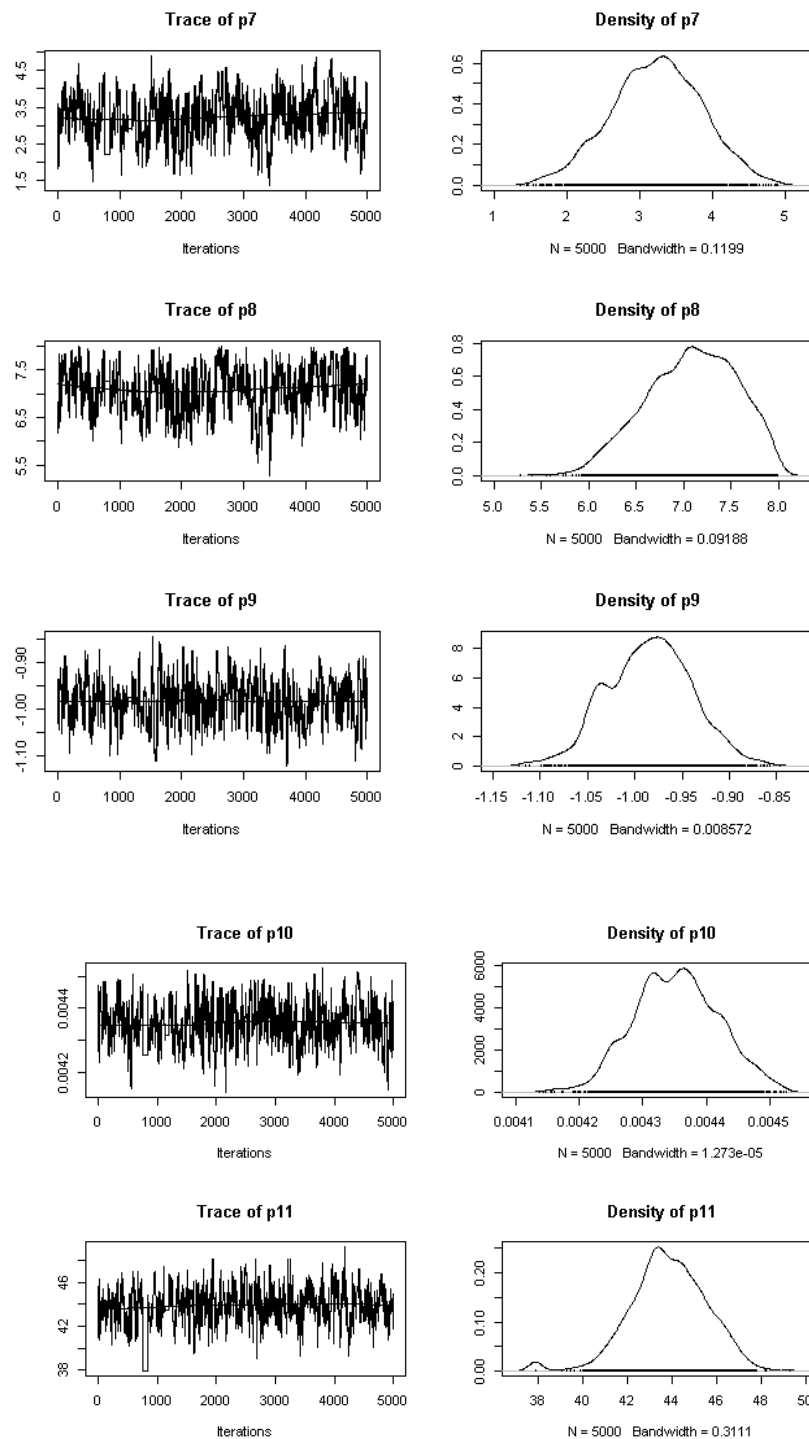 Trace of p7
1.5 2.5 3.5 4.5
0 1000 2000 3000 4000 5000
Iterations
Density of p7
0.0 0.2 0.4 0.6
1 2 3 4 5
N = 5000 Bandwidth = 0.1199
Trace of p8
5.5 6.5 7.5
0 1000 2000 3000 4000 5000
Iterations
Density of p8
0.0 0.2 0.4 0.6 0.8
5.0 5.5 6.0 6.5 7.0 7.5 8.0
N = 5000 Bandwidth = 0.09188
Trace of p9
-1.10 -1.00 -0.90
0 1000 2000 3000 4000 5000
Iterations
Density of p9
0 2 4 6 8
-1.15 -1.10 -1.05 -1.00 -0.95 -0.90 -0.85
N = 5000 Bandwidth = 0.008572
Trace of p10
0.0042 0.0044
0 1000 2000 3000 4000 5000
Iterations
Density of p10
0 2000 4000 6000
0.0041 0.0042 0.0043 0.0044 0.0045
N = 5000 Bandwidth = 1.273e-05
Trace of p11
38 42 46
0 1000 2000 3000 4000 5000
Iterations
Density of p11
0.00 0.10 0.20
38 40 42 44 46 48
N = 5000 Bandwidth = 0.3111